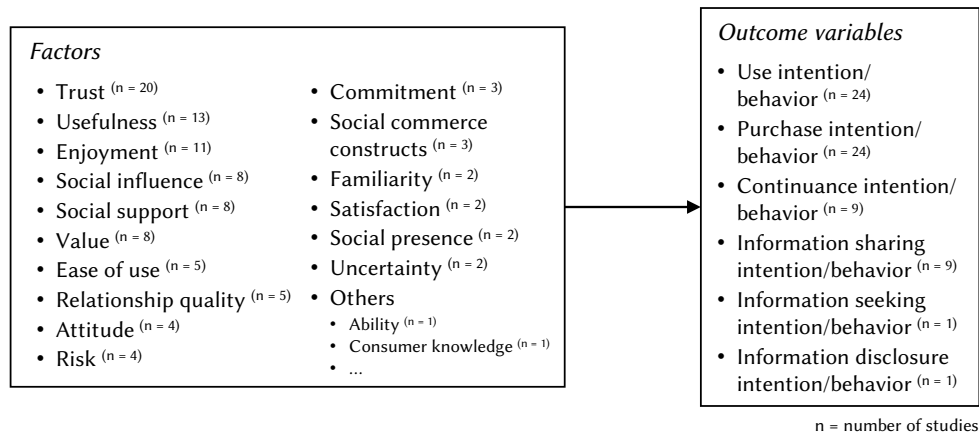 Factors
• Trust (n = 20)
• Usefulness (n = 13)
• Enjoyment (n = 11)
• Social influence (n = 8)
• Social support (n = 8)
• Value (n = 8)
• Ease of use (n = 5)
• Relationship quality (n = 5)
• Attitude (n = 4)
• Risk (n = 4)
• Commitment (n = 3)
• Social commerce
constructs (n = 3)
• Familiarity (n = 2)
• Satisfaction (n = 2)
• Social presence (n = 2)
• Uncertainty (n = 2)
• Others
• Ability (n = 1)
• Consumer knowledge (n = 1)
• ...
Outcome variables
• Use intention/
behavior (n = 24)
• Purchase intention/
behavior (n = 24)
• Continuance intention/
behavior (n = 9)
• Information sharing
intention/behavior (n = 9)
• Information seeking
intention/behavior (n = 1)
• Information disclosure
intention/behavior (n = 1)
n = number of studies